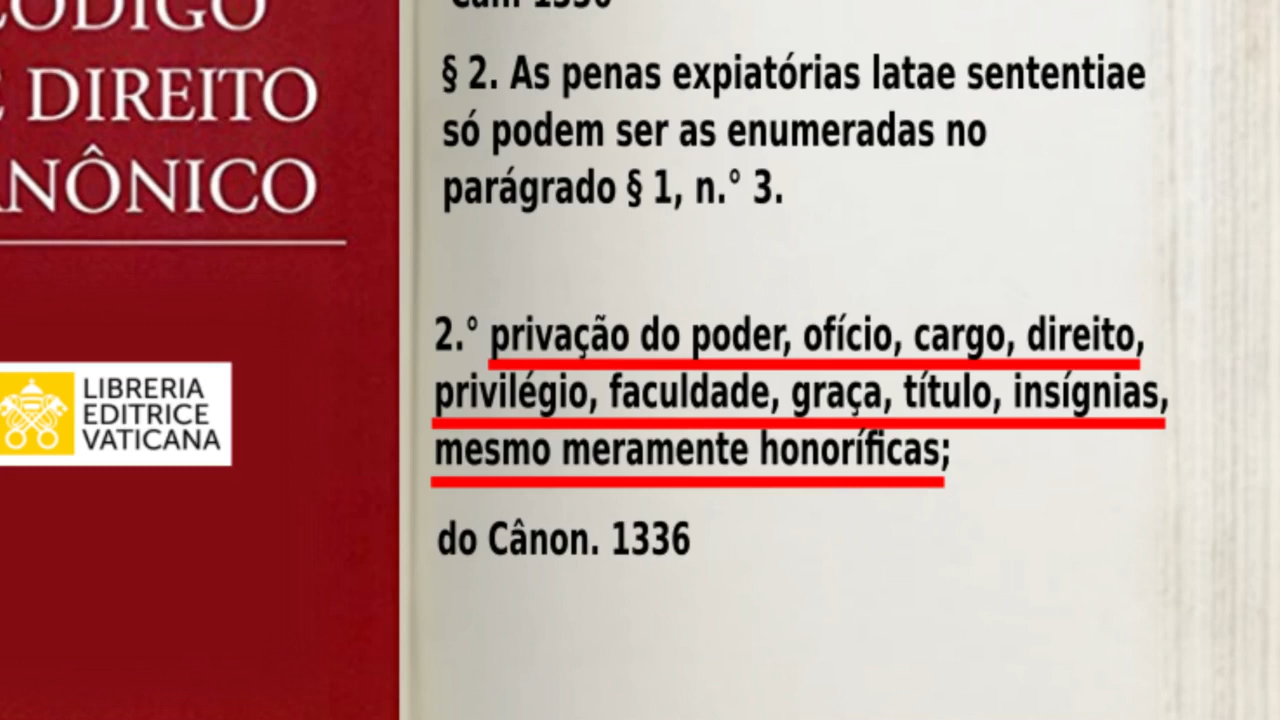 CÓDIGO
E DIREITO
ANÔNICO
LIBRERIA
EDITRICE
VATICANA
§ 2. As penas expiatórias latae sententiae
só podem ser as enumeradas no
parágrado § 1, n.° 3.
2.° privação do poder, ofício, cargo, direito,
privilégio, faculdade, graça, título, insígnias,
mesmo meramente honoríficas;
do Cânon. 1336